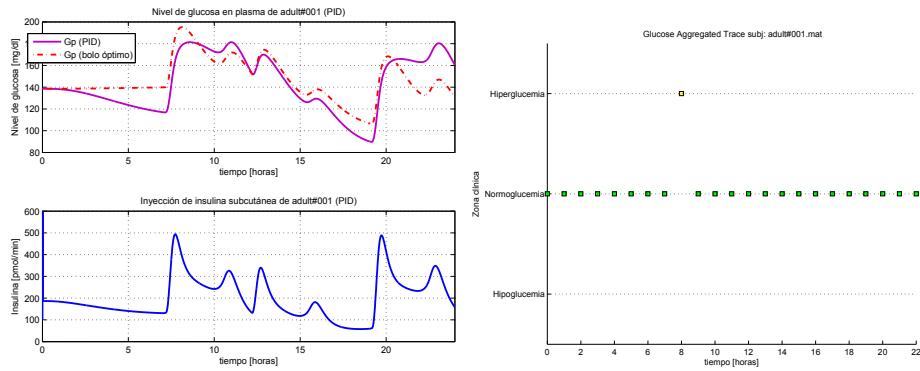 Nivel de glucosa en plasma de adult#001 (PID)
Nivel de glucosa [mg/dl]
200
180
160
140
120
100
80
Gp (PID)
Gp (bolo óptimo)
0
5
10
15
20
tiempo [horas]
Inyección de insulina subcutánea de adult#001 (PID)
Insulina [pmol/min]
600
500
400
300
200
100
0
0
5
10
15
20
tiempo [horas]
Glucose Aggregated Trace subj: adult#001.mat
Zona clínica
Hiperglucemia
Normoglucemia
Hipoglucemia
0 2 4 6 8 10 12 14 16 18 20 22
tiempo [horas]